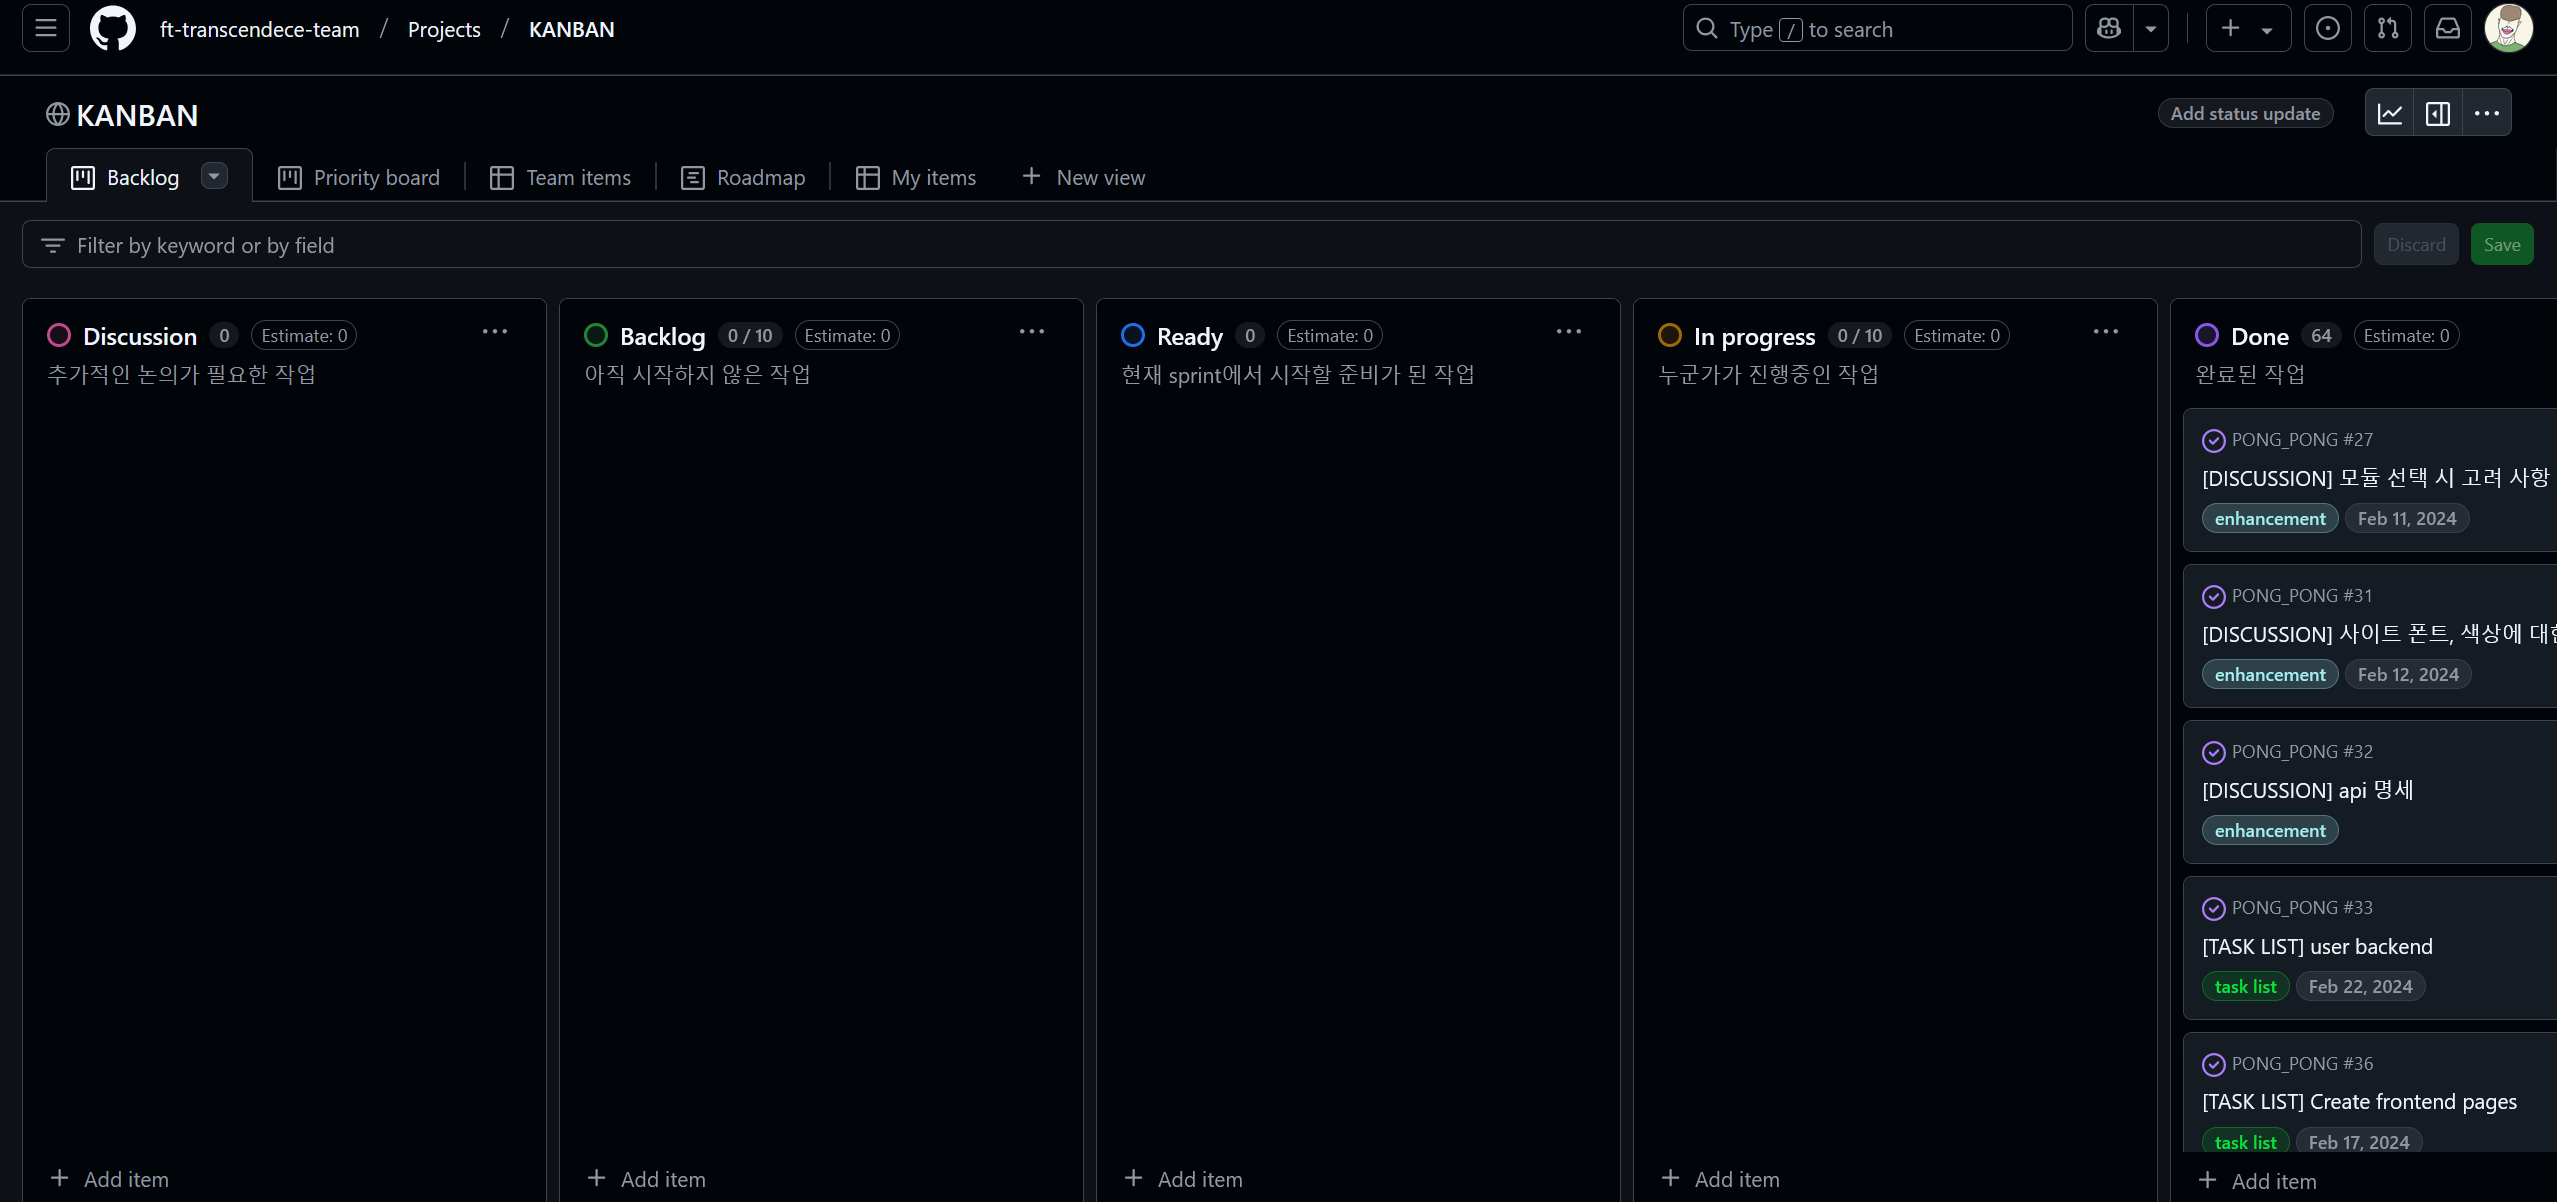 ft-transcendece-team / Projects / KANBAN
Type / to search
KANBAN
Add status update
Backlog
Priority board
Team items
Roadmap
My items
New view
Filter by keyword or by field
Discard
Save
Discussion 0 Estimate: 0
추가적인 논의가 필요한 작업
Add item
Backlog 0 / 10 Estimate: 0
아직 시작하지 않은 작업
Add item
Ready 0 Estimate: 0
현재 sprint에서 시작할 준비가 된 작업
Add item
In progress 0 / 10 Estimate: 0
누군가가 진행중인 작업
Add item
Done 64 Estimate: 0
완료된 작업
PONG_PONG #27
[DISCUSSION] 모듈 선택 시 고려 사항
enhancement Feb 11, 2024
PONG_PONG #31
[DISCUSSION] 사이트 폰트, 색상에
enhancement Feb 12, 2024
PONG_PONG #32
[DISCUSSION] api 명세
enhancement
PONG_PONG #33
[TASK LIST] user backend
task list Feb 22, 2024
PONG_PONG #36
[TASK LIST] Create frontend pages
task list Feb 17, 2024
Add item